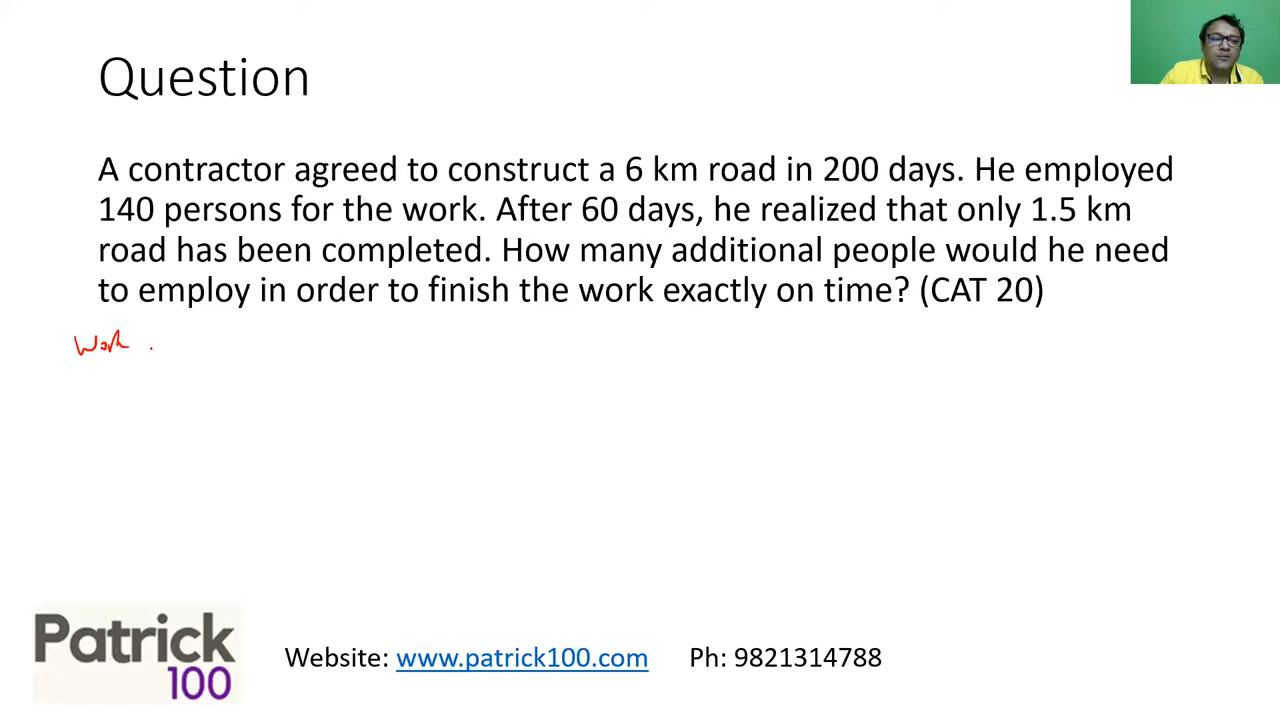 Question
A contractor agreed to construct a 6 km road in 200 days. He employed
140 persons for the work. After 60 days, he realized that only 1.5 km
road has been completed. How many additional people would he need
to employ in order to finish the work exactly on time? (CAT 20)
Work .
Patrick
100
Website: www.patrick100.com Ph: 9821314788